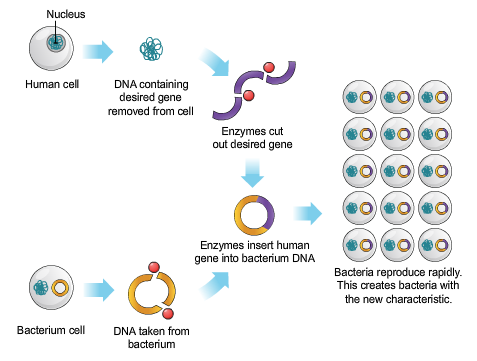 Nucleus
Human cell
DNA containing
desired gene
removed from cell
Enzymes cut
out desired gene
Enzymes insert human
gene into bacterium DNA
Bacterium cell
DNA taken from
bacterium
Bacteria reproduce rapidly.
This creates bacteria with
the new characteristic.